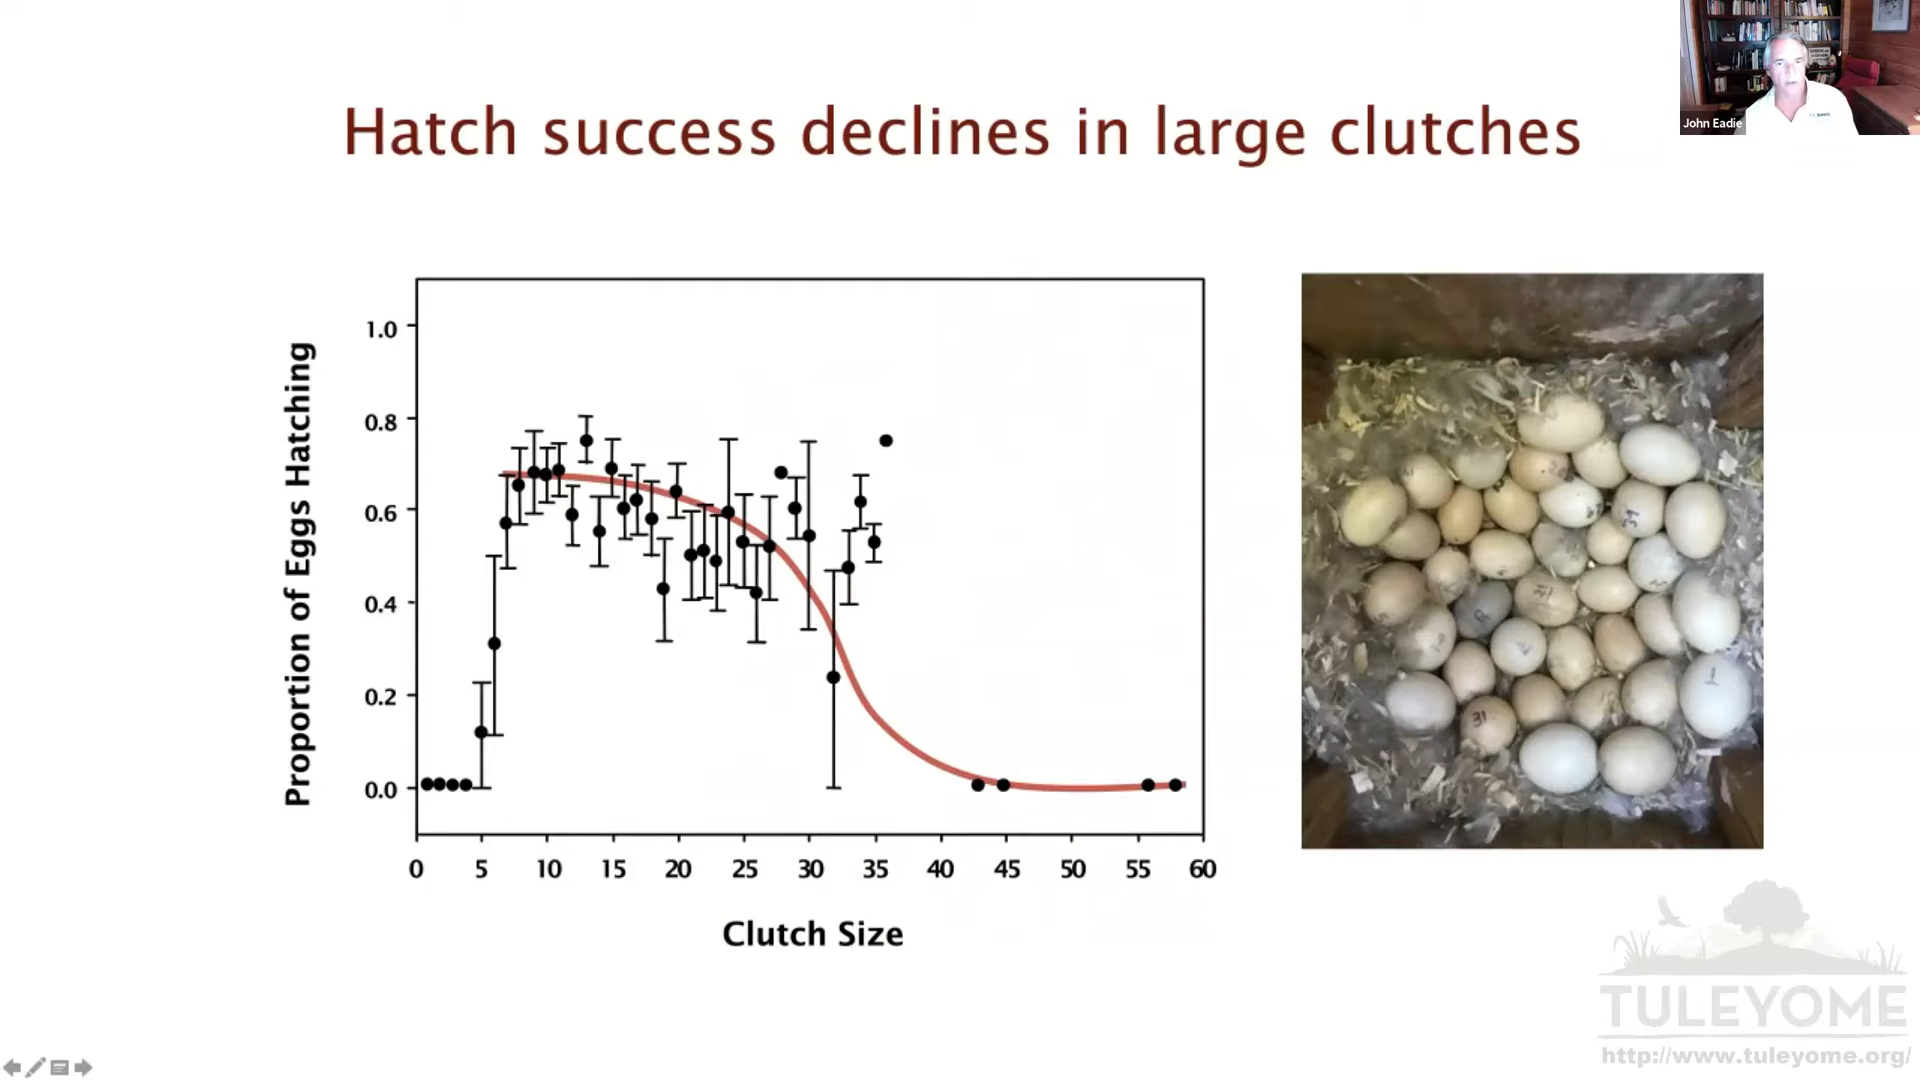 Hatch success declines in large clutches
John Eadie
Proportion of Eggs Hatching
1.0
0.8
0.6
0.4
0.2
0.0
0 5 10 15 20 25 30 35 40 45 50 55 60
Clutch Size
31
TULEYOME
http://www.tuleyome.org/